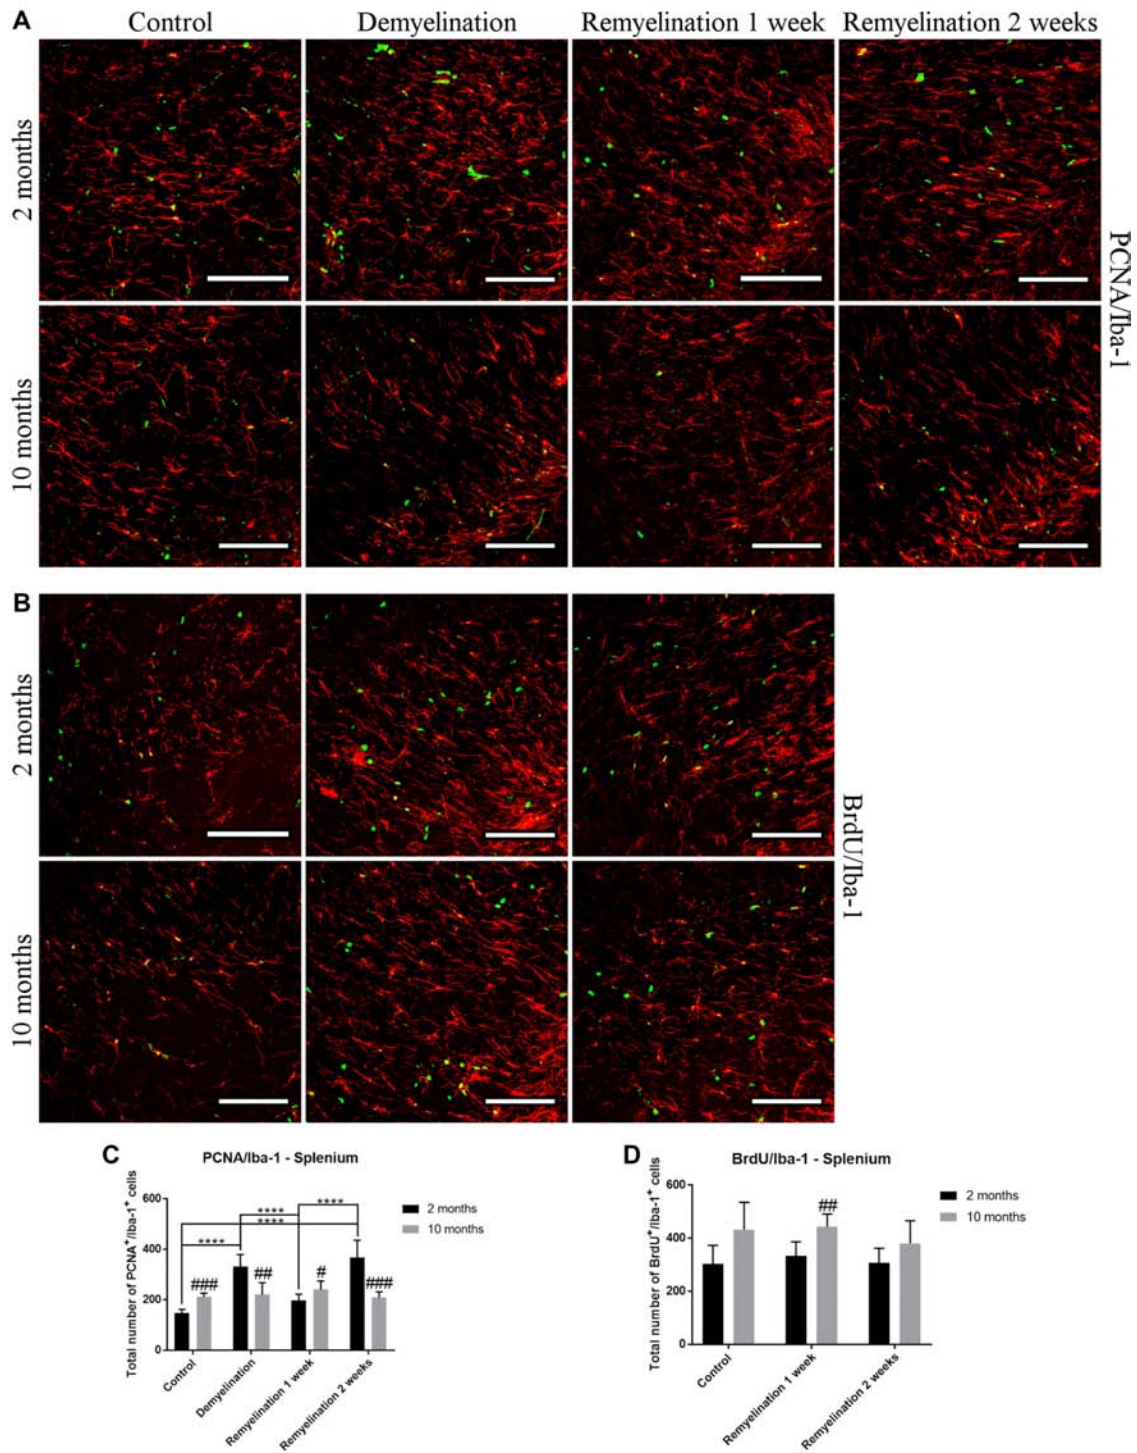 A
Control
Demyelination
Remyelination 1 week
Remyelination 2 weeks
2 months
10 months
PCNA/Iba-1
B
2 months
10 months
BrdU/Iba-1
C
PCNA/Iba-1 - Splenium
Total number of PCNA+/Iba-1+ cells
600
400
200
0
****
****
****
****
###
##
#
###
2 months
10 months
Control
Demyelination
Remyelination 1 week
Remyelination 2 weeks
D
BrdU/Iba-1 - Splenium
Total number of BrdU+/Iba-1+ cells
600
400
200
0
##
2 months
10 months
Control
Remyelination 1 week
Remyelination 2 weeks